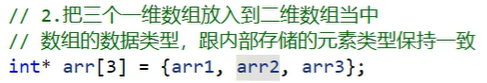 // 2.把三个一维数组放入到二维数组当中
// 数组的数据类型，跟内部存储的元素类型保持一致
int* arr[3] = {arr1, arr2, arr3};